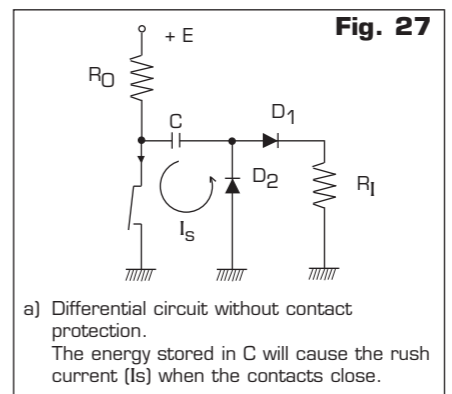 Fig. 27
+ E
RO
C
D1
D2
RI
Is
a) Differential circuit without contact
protection.
The energy stored in C will cause the rush
current (Is) when the contacts close.